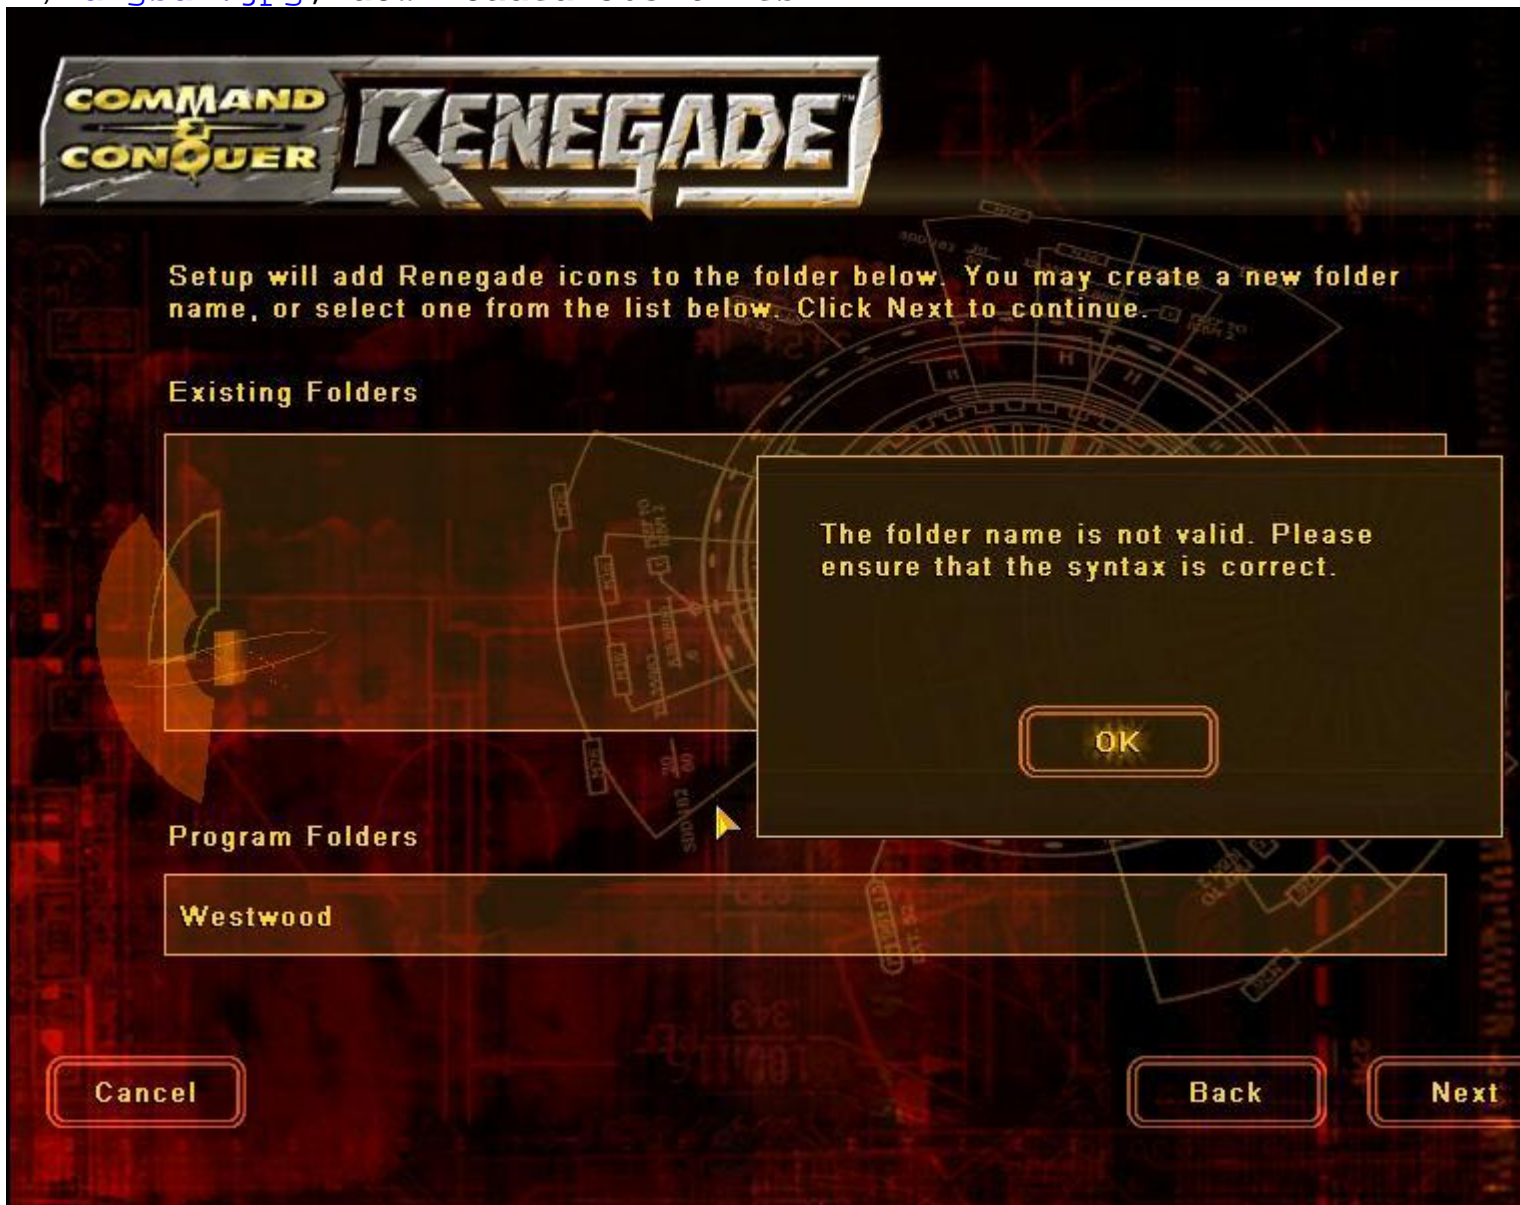 COMMAND & CONQUER RENEGADE™
Setup will add Renegade icons to the folder below. You may create a new folder
name, or select one from the list below. Click Next to continue.
Existing Folders
The folder name is not valid. Please
ensure that the syntax is correct.
OK
Program Folders
Westwood
Cancel
Back
Next